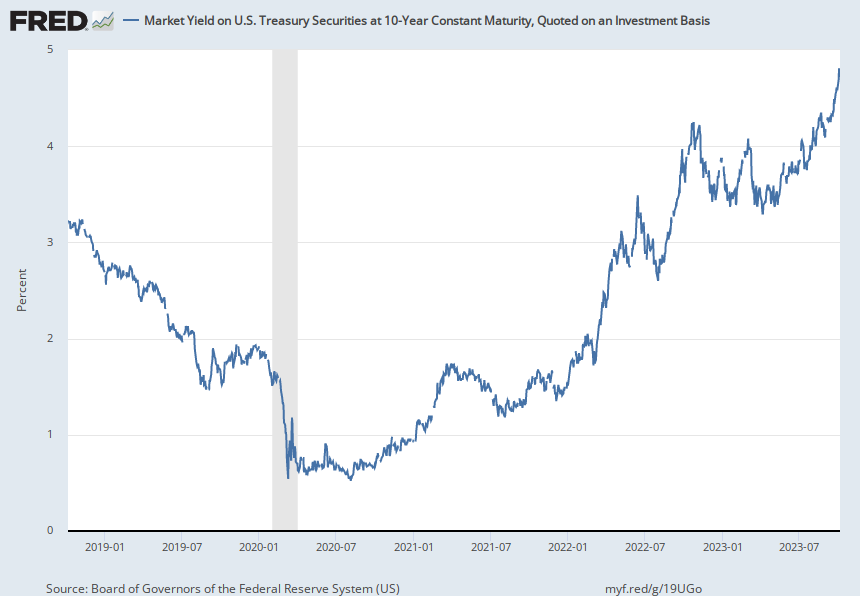 FRED Market Yield on U.S. Treasury Securities at 10-Year Constant Maturity, Quoted on an Investment Basis
5
4
3
2
1
0
Percent
2019-01 2019-07 2020-01 2020-07 2021-01 2021-07 2022-01 2022-07 2023-01 2023-07
Source: Board of Governors of the Federal Reserve System (US) myf.red/g/19UGo